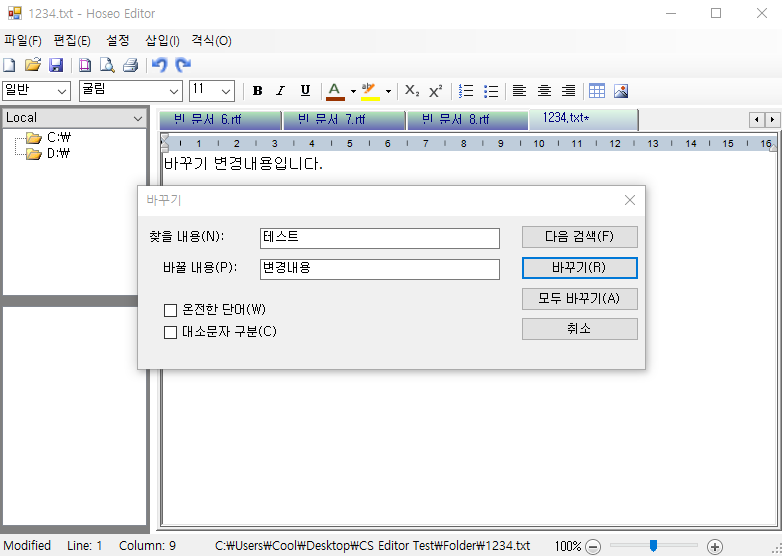 1234.txt - Hoseo Editor
파일(F) 편집(E) 설정 삽입(I) 격식(O)
일반 굴림 11 B I U A X₂ X²
Local 빈 문서 6.rtf 빈 문서 7.rtf 빈 문서 8.rtf 1234.txt*
C:\
D:\
1 2 3 4 5 6 7 8 9 10 11 12 13 14 15 16
바꾸기 변경내용입니다.
바꾸기
찾을 내용(N): 테스트 다음 검색(F)
바꿀 내용(P): 변경내용 바꾸기(R)
모두 바꾸기(A)
온전한 단어(W)
대소문자 구분(C) 취소
Modified Line: 1 Column: 9 C:₩Users₩Cool₩Desktop₩CS Editor Test₩Folder₩1234.txt 100%